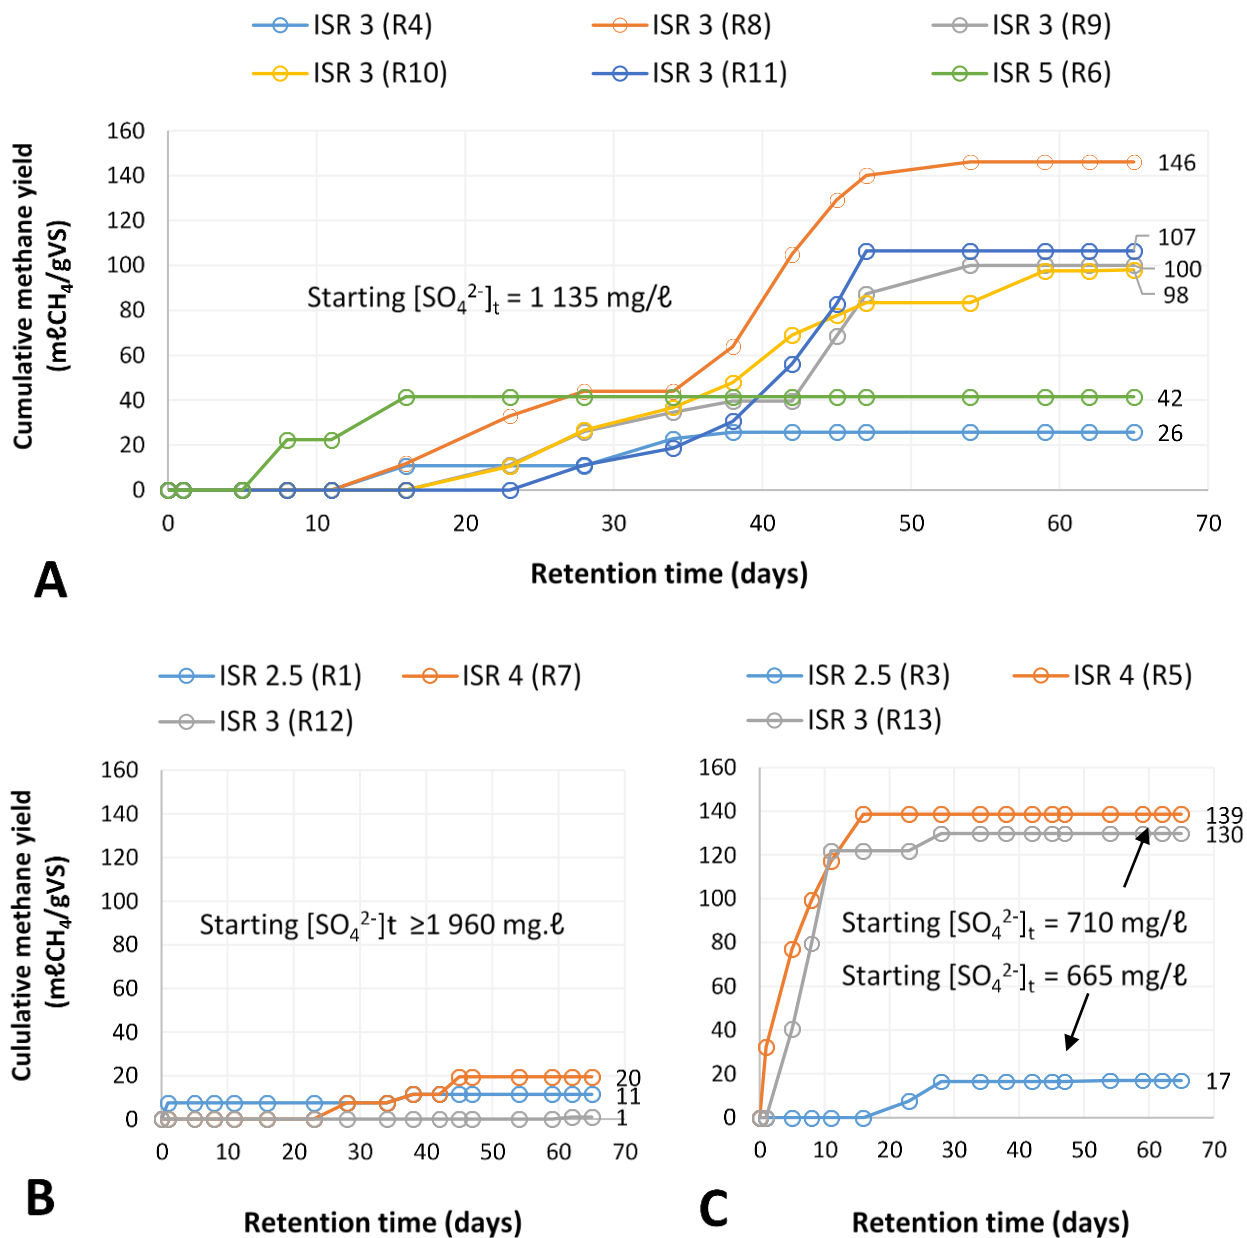 ISR 3 (R4) ISR 3 (R8) ISR 3 (R9)
ISR 3 (R10) ISR 3 (R11) ISR 5 (R6)
Cumulative methane yield
(mℓCH₄/gVS)
160
140
120
100
80
60
40
20
0
Starting [SO₄²⁻]ₜ = 1 135 mg/ℓ
146
107
100
98
42
26
0 10 20 30 40 50 60 70
Retention time (days)
A
ISR 2.5 (R1) ISR 4 (R7)
ISR 3 (R12)
Cululative methane yield
(mℓCH₄/gVS)
160
140
120
100
80
60
40
20
0
Starting [SO₄²⁻]t ≥1 960 mg.ℓ
20
11
1
0 10 20 30 40 50 60 70
Retention time (days)
B
ISR 2.5 (R3) ISR 4 (R5)
ISR 3 (R13)
160
140
120
100
80
60
40
20
0
139
130
Starting [SO₄²⁻]ₜ = 710 mg/ℓ
Starting [SO₄²⁻]ₜ = 665 mg/ℓ
17
0 10 20 30 40 50 60 70
Retention time (days)
C